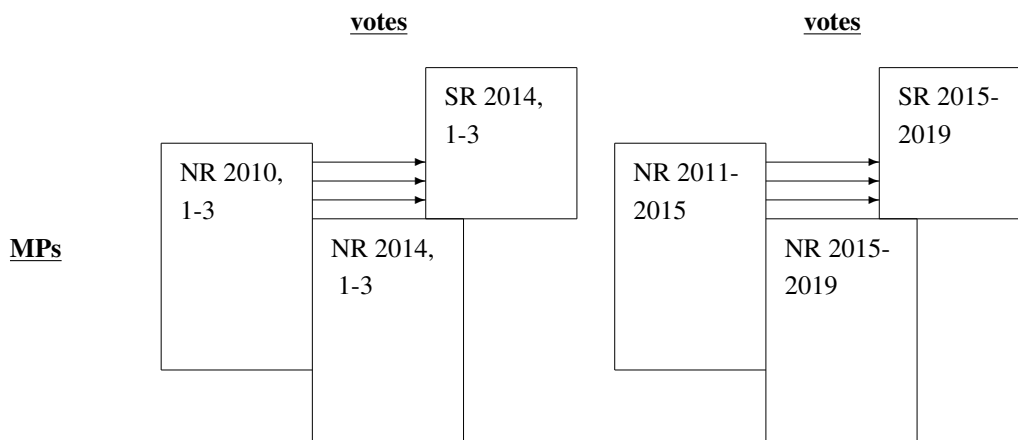 votes
votes
SR 2014,
1-3
SR 2015-
2019
NR 2010,
1-3
NR 2011-
2015
MPs
NR 2014,
1-3
NR 2015-
2019